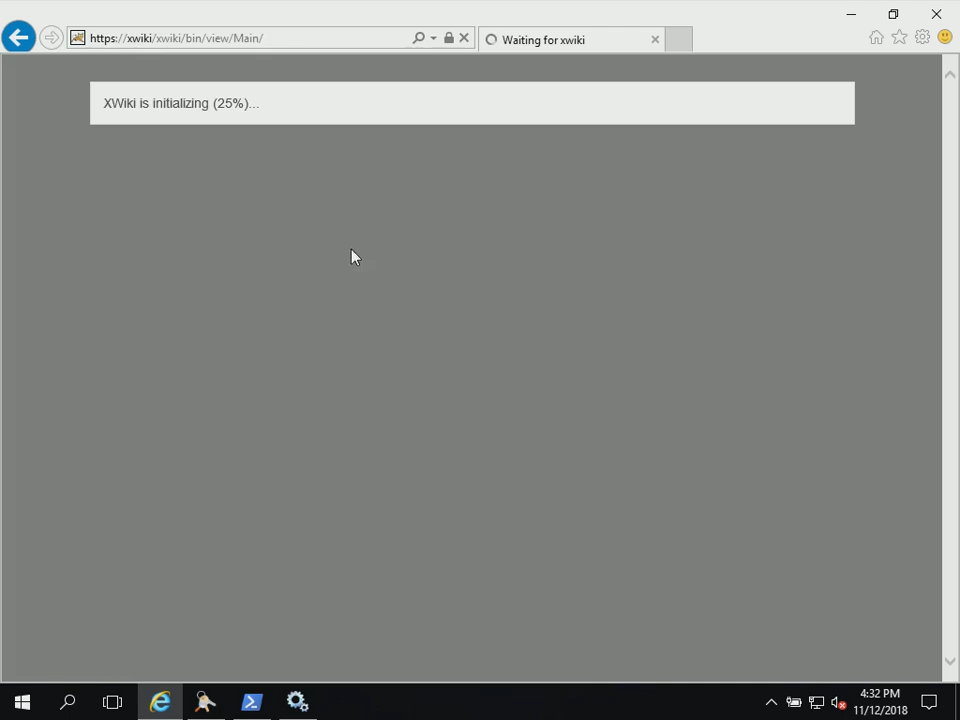 https://xwiki/xwiki/bin/view/Main/
Waiting for xwiki
XWiki is initializing (25%)...
4:32 PM
11/12/2018